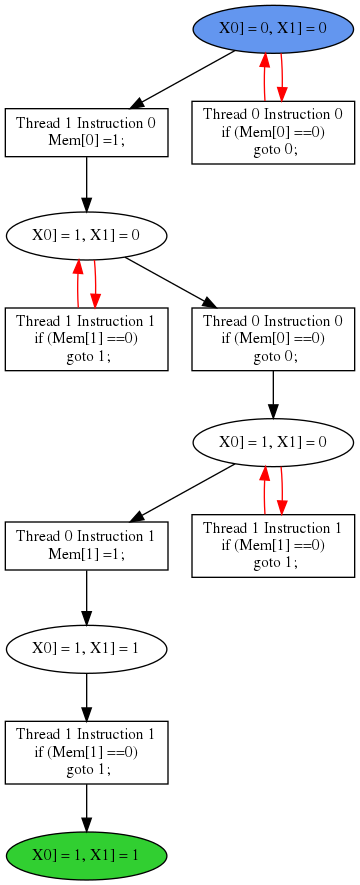 X0] = 0, X1] = 0
Thread 1 Instruction 0
Mem[0] =1;
Thread 0 Instruction 0
if (Mem[0] ==0)
goto 0;
X0] = 1, X1] = 0
Thread 1 Instruction 1
if (Mem[1] ==0)
goto 1;
Thread 0 Instruction 0
if (Mem[0] ==0)
goto 0;
X0] = 1, X1] = 0
Thread 0 Instruction 1
Mem[1] =1;
Thread 1 Instruction 1
if (Mem[1] ==0)
goto 1;
X0] = 1, X1] = 1
Thread 1 Instruction 1
if (Mem[1] ==0)
goto 1;
X0] = 1, X1] = 1